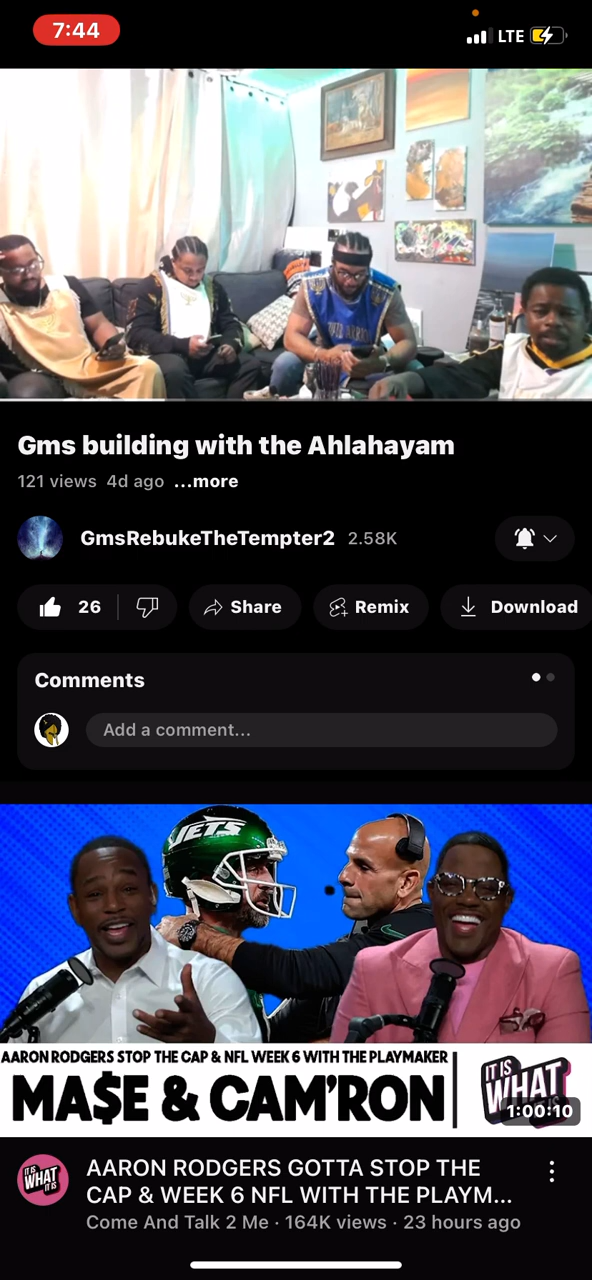 7:44
LTE
Gms building with the Ahlahayam
121 views 4d ago ...more
GmsRebukeTheTempter2 2.58K
26
Share
Remix
Download
Comments
Add a comment...
JETS
AARON RODGERS STOP THE CAP & NFL WEEK 6 WITH THE PLAYMAKER
MA$E & CAM'RON
IT IS
WHAT
1:00:10
IT IS
WHAT
IT IS
AARON RODGERS GOTTA STOP THE
CAP & WEEK 6 NFL WITH THE PLAYM...
Come And Talk 2 Me · 164K views · 23 hours ago